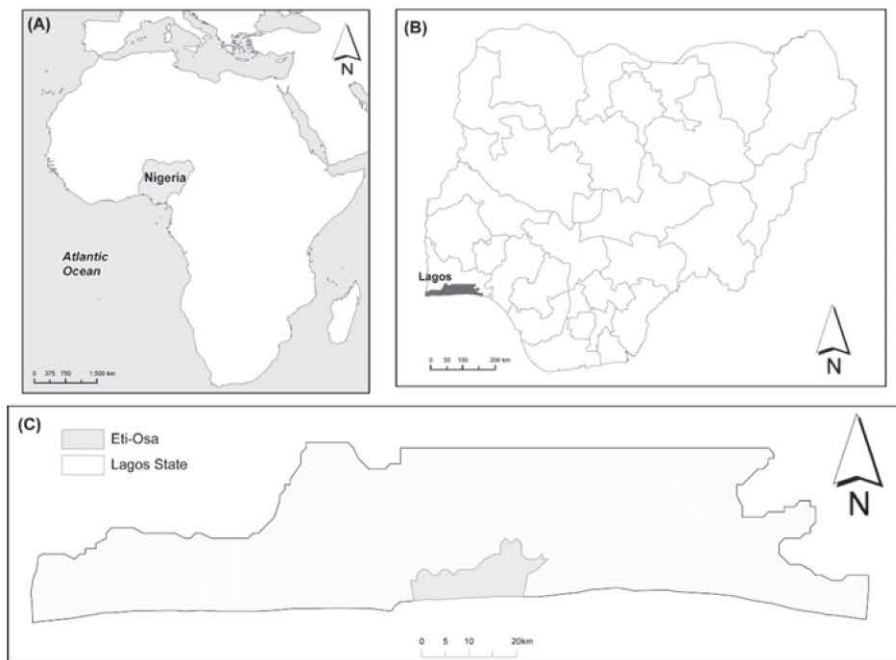 (A)
N
Nigeria
Atlantic
Ocean
0 375 750 1,500 km
(B)
Lagos
0 50 100 200 km
N
(C)
Eti-Osa
Lagos State
N
0 5 10 20km